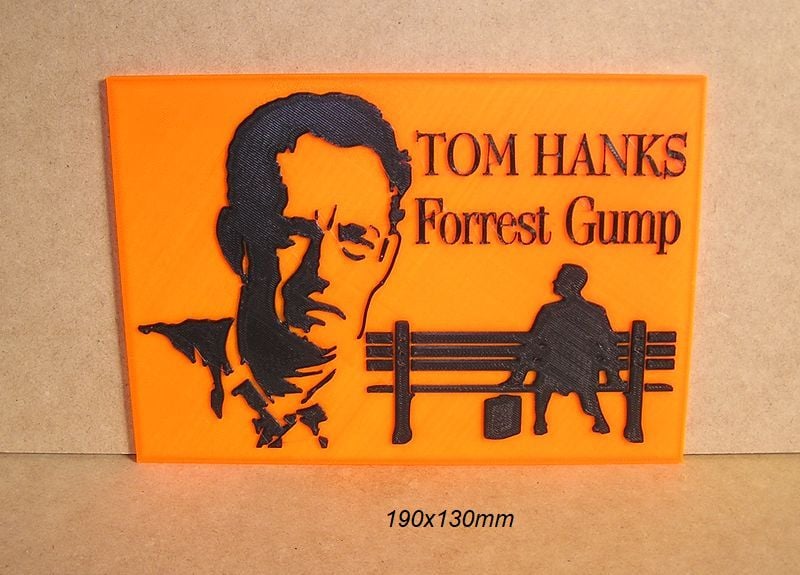 TOM HANKS
Forrest Gump
190x130mm